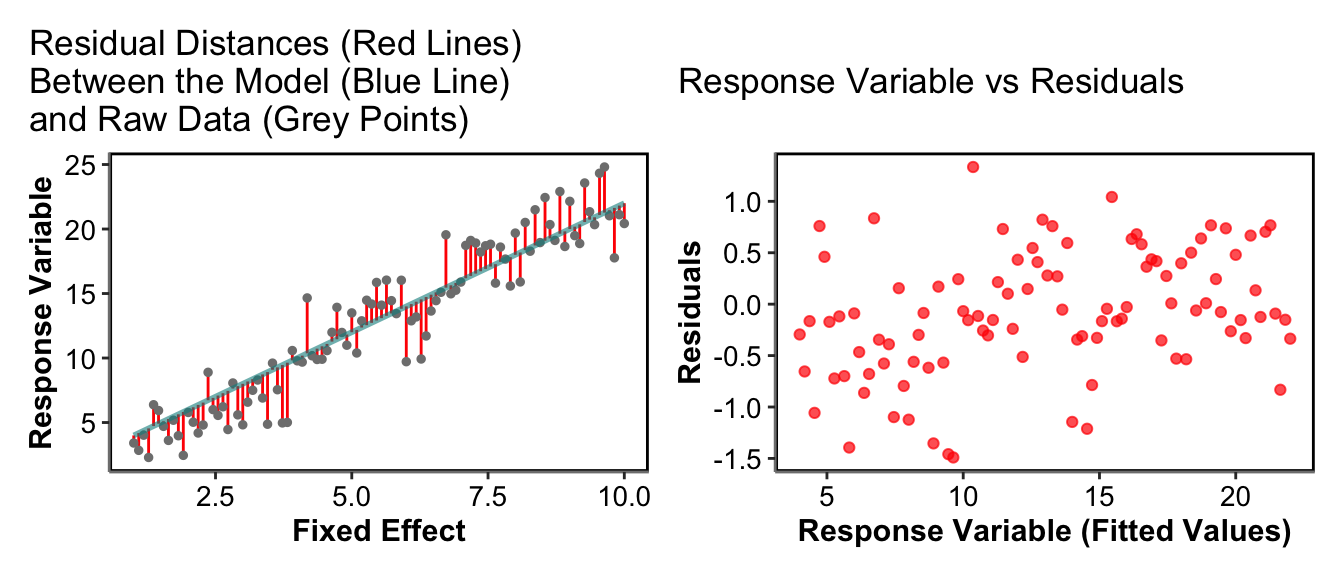 Residual Distances (Red Lines)
Between the Model (Blue Line)
and Raw Data (Grey Points)
Response Variable
25
20
15
10
5
2.5
5.0
7.5
10.0
Fixed Effect
Response Variable vs Residuals
Residuals
1.0
0.5
0.0
-0.5
-1.0
-1.5
5
10
15
20
Response Variable (Fitted Values)